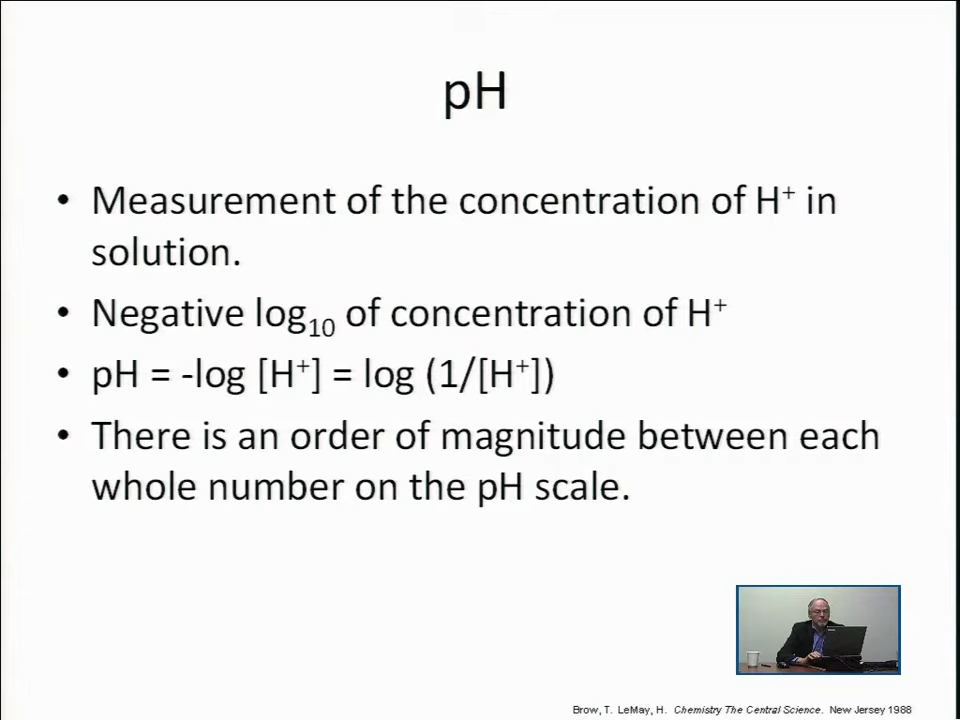 pH
• Measurement of the concentration of H⁺ in
solution.
• Negative log₁₀ of concentration of H⁺
• pH = -log [H⁺] = log (1/[H⁺])
• There is an order of magnitude between each
whole number on the pH scale.
Brow, T. LeMay, H. Chemistry The Central Science. New Jersey 1988